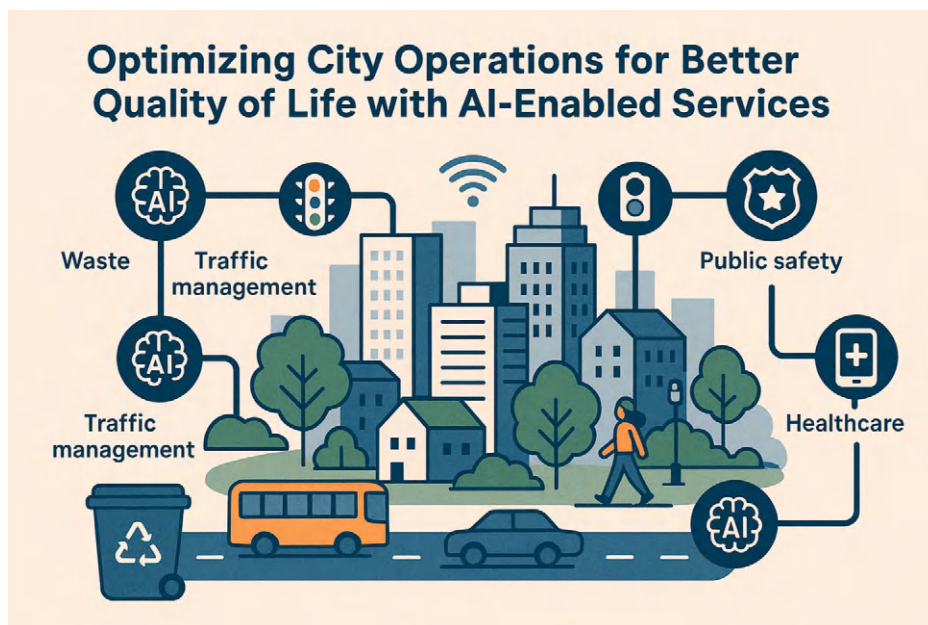 Optimizing City Operations for Better
Quality of Life with AI-Enabled Services
AI
Waste
Traffic
management
Public safety
AI
Traffic
management
Healthcare
AI